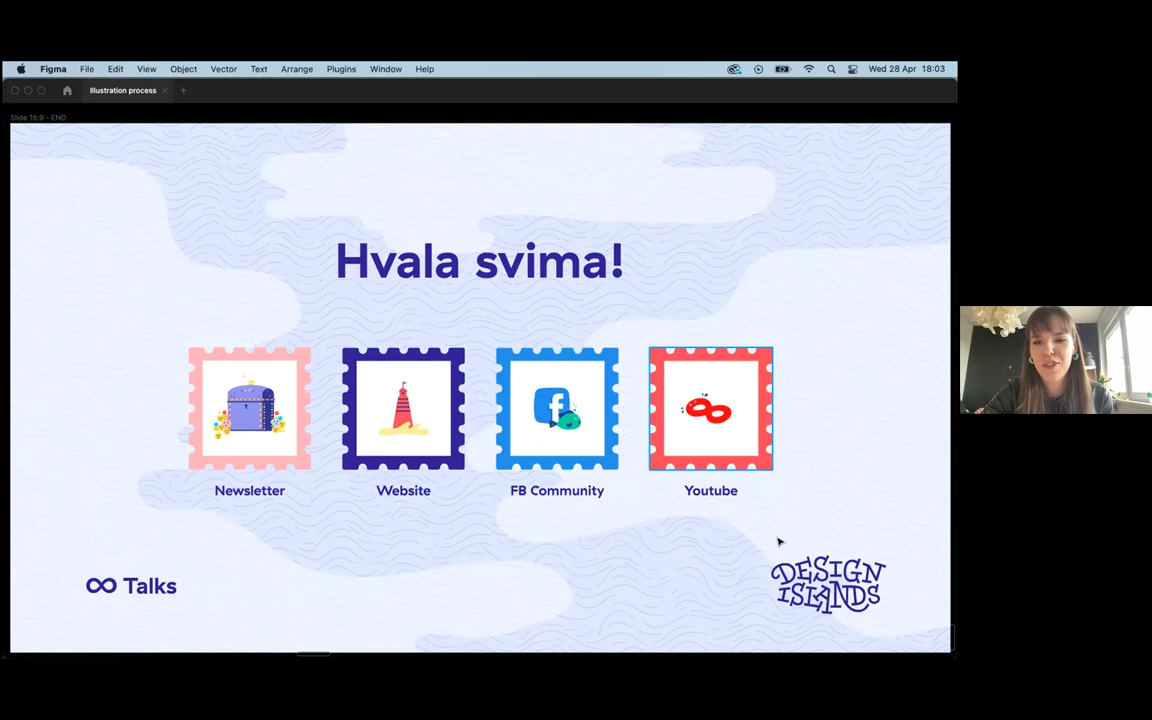 Figma File Edit View Object Vector Text Arrange Plugins Window Help Wed 28 Apr 18:03
Illustration process
Slide 16:9 - END
Hvala svima!
Newsletter Website FB Community Youtube
Talks
DESIGN
ISLANDS